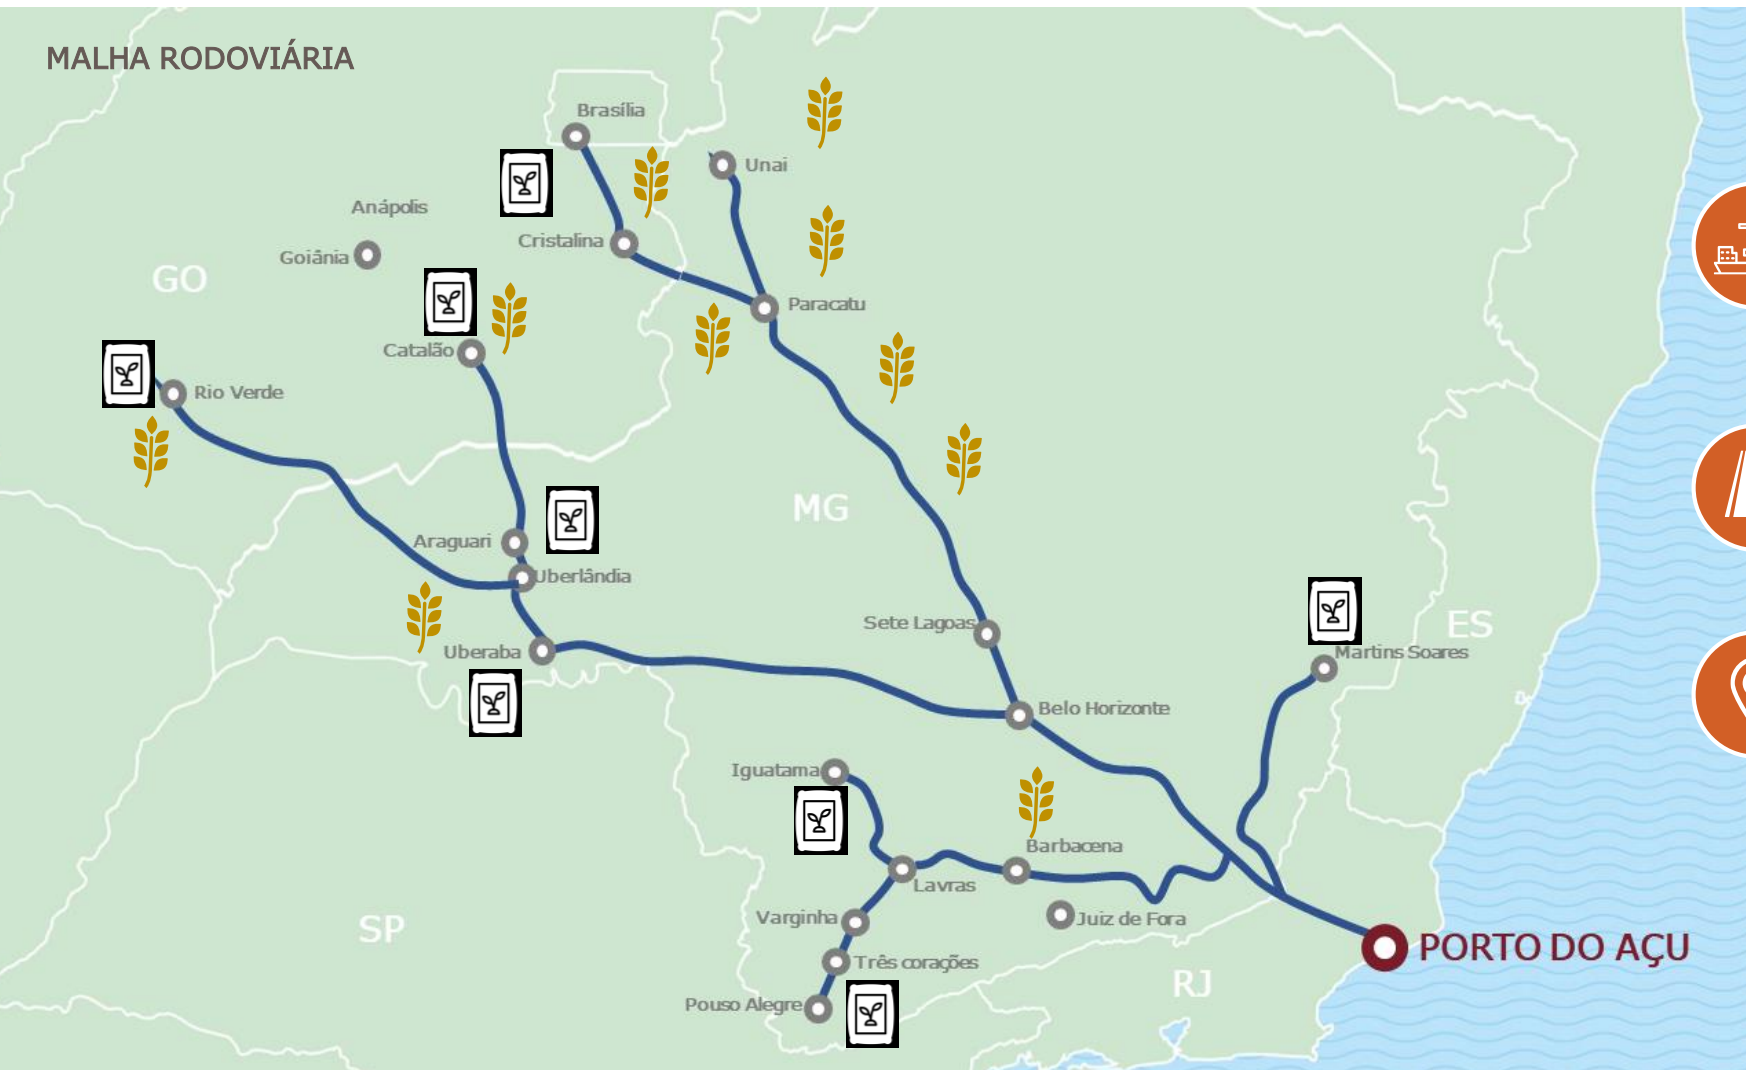 MALHA RODOVIÁRIA
Brasília
Unai
Anápolis
Cristalina
Goiânia
GO
Paracatu
Catalão
Rio Verde
MG
Araguari
Uberlândia
Sete Lagoas
ES
Uberaba
Martins Soares
Belo Horizonte
Iguatama
Barbacena
Lavras
Varginha
Juiz de Fora
SP
PORTO DO AÇU
Três corações
RJ
Pouso Alegre